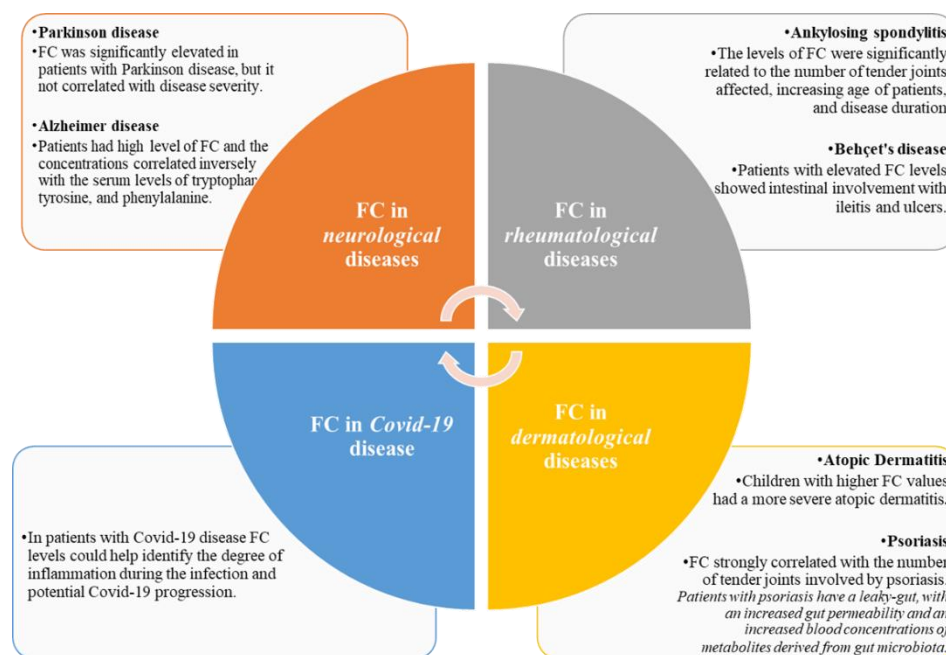 •Parkinson disease
•FC was significantly elevated in
patients with Parkinson disease, but it
not correlated with disease severity.
•Alzheimer disease
•Patients had high level of FC and the
concentrations correlated inversely
with the serum levels of tryptophan
tyrosine, and phenylalanine.
•Ankylosing spondylitis
•The levels of FC were significantly
related to the number of tender joints
affected, increasing age of patients,
and disease duration
•Behçet's disease
•Patients with elevated FC levels
showed intestinal involvement with
ileitis and ulcers.
FC in
neurological
diseases
FC in
rheumatological
diseases
FC in Covid-19
disease
FC in
dermatological
diseases
•In patients with Covid-19 disease FC
levels could help identify the degree of
inflammation during the infection and
potential Covid-19 progression.
•Atopic Dermatitis
•Children with higher FC values
had a more severe atopic dermatitis.
•Psoriasis
•FC strongly correlated with the number
of tender joints involved by psoriasis.
Patients with psoriasis have a leaky-gut, with
an increased gut permeability and an
increased blood concentrations of
metabolites derived from gut microbiota.